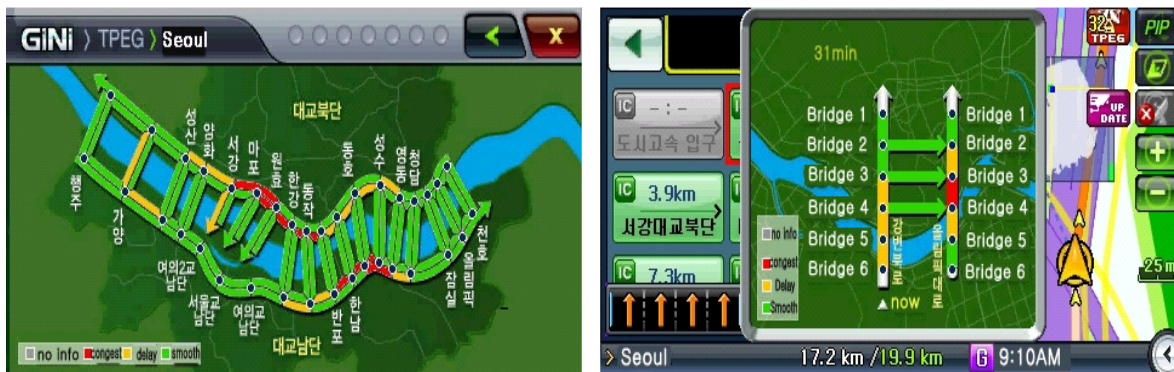 GiNi > TPEG > Seoul
X
대교북단
성산
양화
서강
마포
원효
한강
동작
동호
성수
영동
청담
행주
가양
여의2교
남단
서울교
남단
여의교
남단
반포
한남
잠실
올림픽
천호
대교남단
no info
congest
delay
smooth
31min
32
TPEG
PIP
UP
DATE
IC
- : -
도시고속 입구
IC
3.9km
서강대교북단
IC
7.3km
Bridge 1
Bridge 2
Bridge 3
Bridge 4
Bridge 5
Bridge 6
Bridge 1
Bridge 2
Bridge 3
Bridge 4
Bridge 5
Bridge 6
강변북로
올림픽대로
now
no info
congest
Delay
Smooth
25m
> Seoul
17.2 km /19.9 km
G 9:10AM